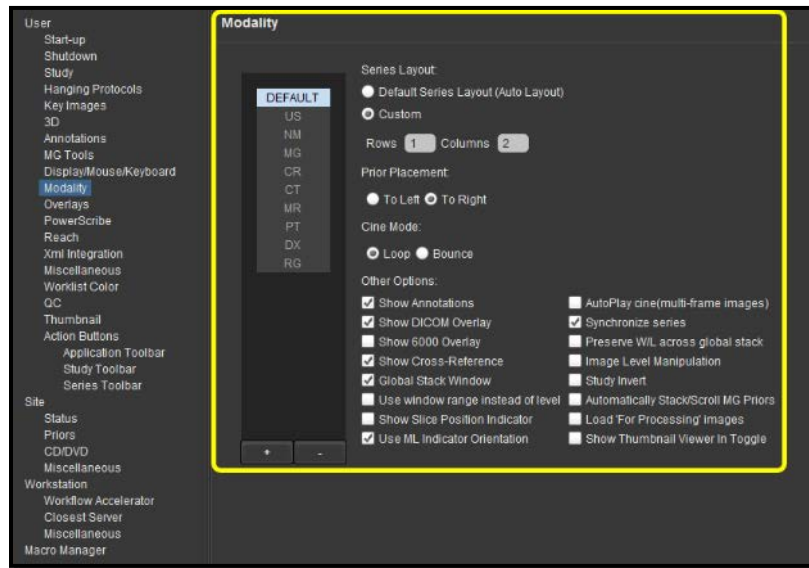 User
Start-up
Shutdown
Study
Hanging Protocols
Key Images
3D
Annotations
MG Tools
Display/Mouse/Keyboard
Modality
Overlays
PowerScribe
Reach
Xml Integration
Miscellaneous
Worklist Color
QC
Thumbnail
Action Buttons
Application Toolbar
Study Toolbar
Series Toolbar
Site
Status
Priors
CD/DVD
Miscellaneous
Workstation
Workflow Accelerator
Closest Server
Miscellaneous
Macro Manager
Modality
DEFAULT
US
NM
MG
CR
CT
MR
PT
DX
RG
+ -
Series Layout:
Default Series Layout (Auto Layout)
Custom
Rows 1 Columns 2
Prior Placement:
To Left To Right
Cine Mode:
Loop Bounce
Other Options:
Show Annotations
Show DICOM Overlay
Show 6000 Overlay
Show Cross-Reference
Global Stack Window
Use window range instead of level
Show Slice Position Indicator
Use ML Indicator Orientation
AutoPlay cine(multi-frame images)
Synchronize series
Preserve W/L across global stack
Image Level Manipulation
Study Invert
Automatically Stack/Scroll MG Priors
Load 'For Processing' images
Show Thumbnail Viewer In Toggle